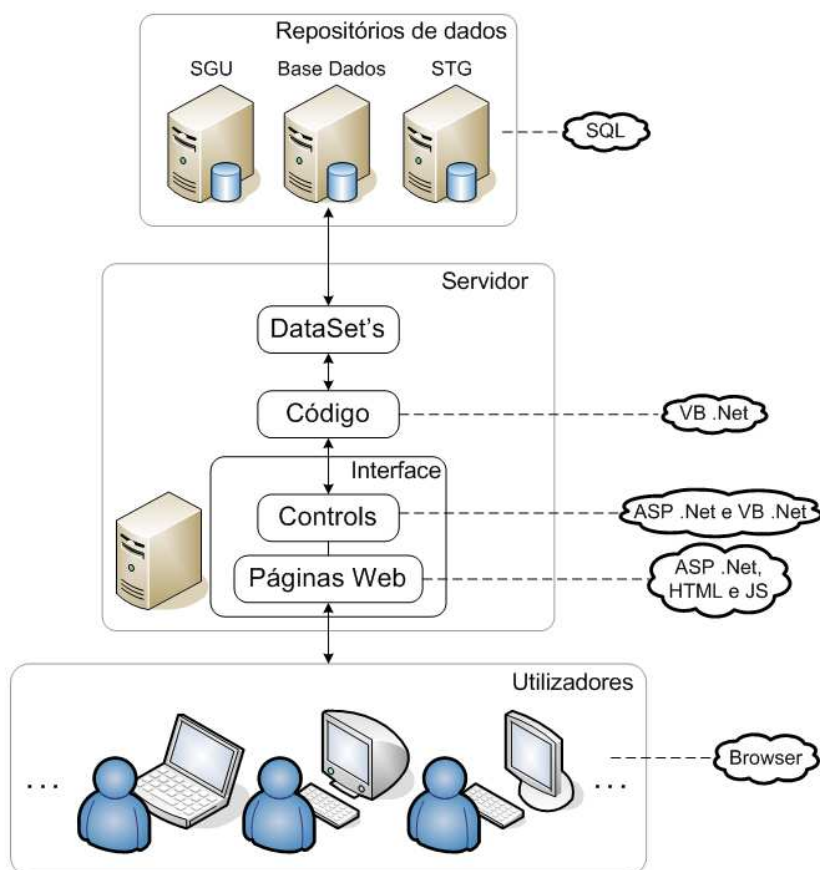 Repositórios de dados
SGU
Base Dados
STG
SQL
Servidor
DataSet's
Código
VB .Net
Interface
Controls
ASP .Net e VB .Net
Páginas Web
ASP .Net,
HTML e JS
Utilizadores
...
...
Browser